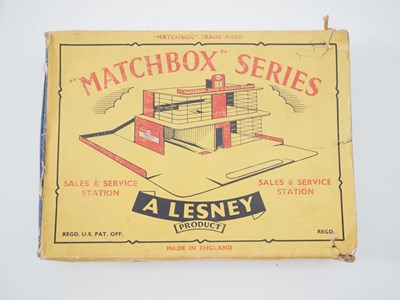 "MATCHBOX" TRADE MARK
"MATCHBOX" SERIES
SALES & SERVICE
STATION
SALES & SERVICE
STATION
A LESNEY
PRODUCT
REGD. U.S. PAT. OFF.
REGD.
MADE IN ENGLAND